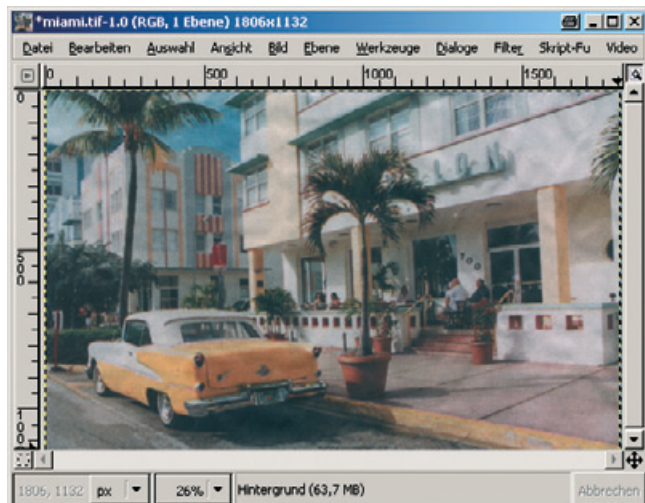 *miami.tif-1.0 (RGB, 1 Ebene) 1806x1132
Datei Bearbeiten Auswahl Ansicht Bild Ebene Werkzeuge Dialoge Filter Skript-Fu Video
0 500 1000 1500
0
500
100
700
1806, 1132 px 26% Hintergrund (63,7 MB) Abbrechen